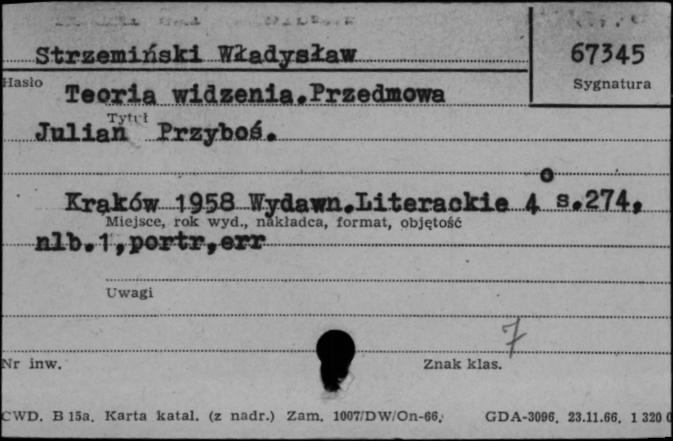 Strzemiński Władysław
67345
Hasło
Sygnatura
Teoria widzenia.Przedmowa
Tytuł
Julian Przyboś.
Kraków 1958 Wydawn.Literackie 4° s.274,
Miejsce, rok wyd., nakładca, format, objętość
nlb.1,portr,err
Uwagi
7
Nr inw.
Znak klas.
CWD. B 15a. Karta katal. (z nadr.) Zam. 1007/DW/On-66. GDA-3096. 23.11.66. 1 320 0